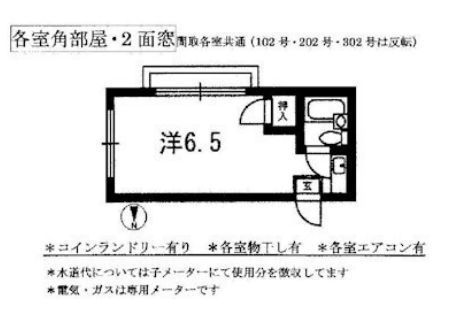 各室角部屋・2面窓 間取各室共通（102号・202号・302号は反転）
押入
洋6.5
玄
N
＊コインランドリー有り ＊各室物干し有 ＊各室エアコン有
＊水道代については子メーターにて使用分を徴収してます
＊電気・ガスは専用メーターです